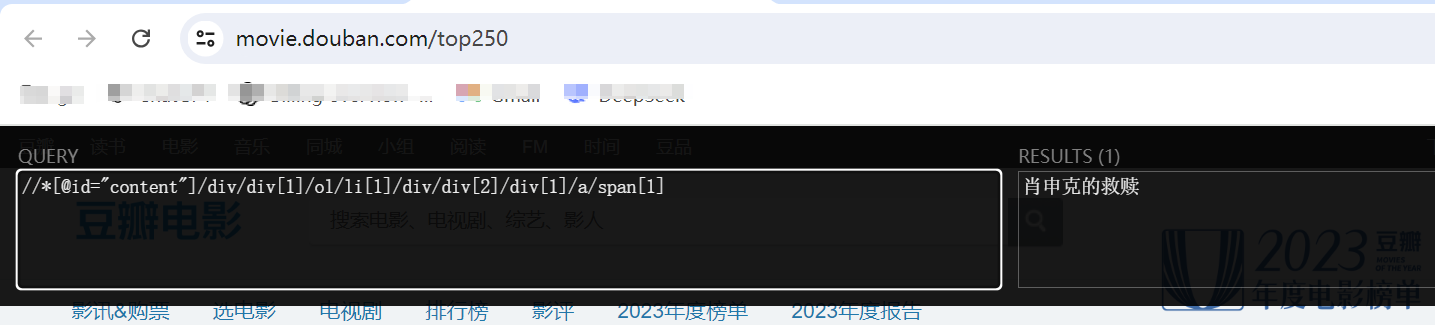 movie.douban.com/top250
Gmail
DeepSeek
豆瓣 读书 电影 音乐 同城 小组 阅读 FM 时间 豆品
QUERY
RESULTS (1)
//*[@id="content"]/div/div[1]/ol/li[1]/div/div[2]/div[1]/a/span[1]
肖申克的救赎
豆瓣电影
搜索电影、电视剧、综艺、影人
2023 豆瓣
MOVIES OF THE YEAR
年度电影榜单
影讯&购票 选电影 电视剧 排行榜 影评 2023年度榜单 2023年度报告